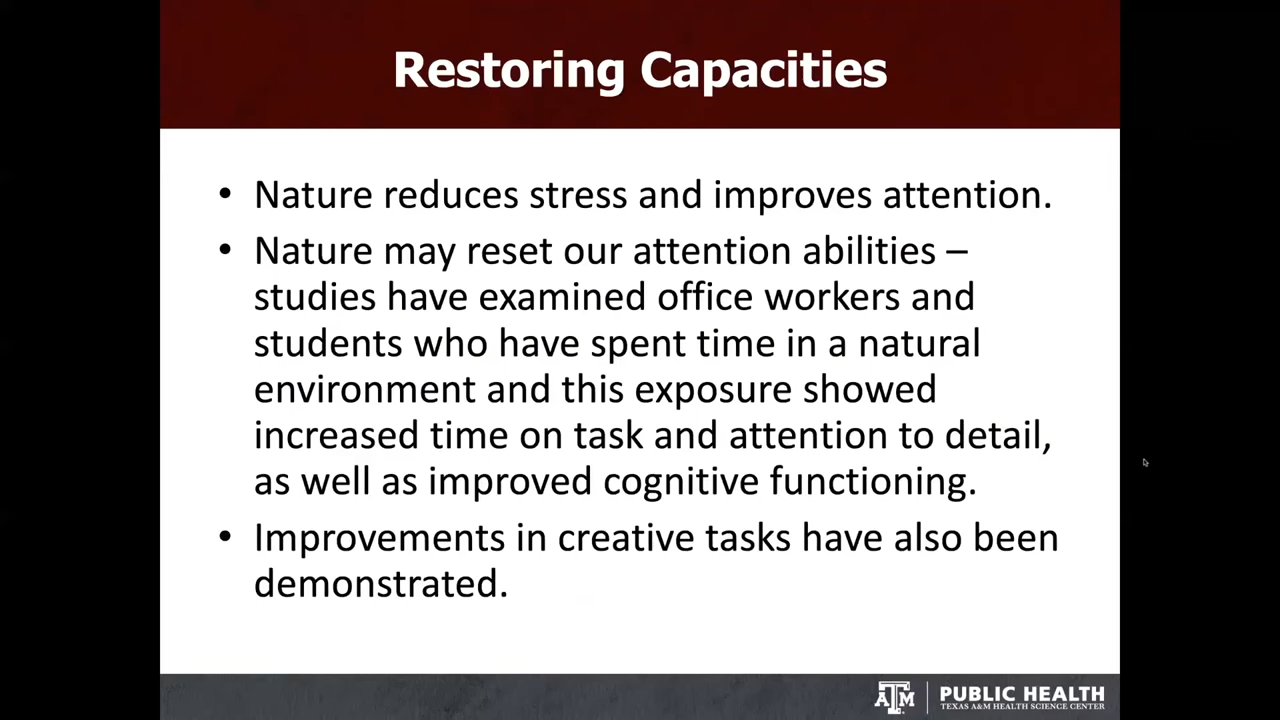 Restoring Capacities
• Nature reduces stress and improves attention.
• Nature may reset our attention abilities –
studies have examined office workers and
students who have spent time in a natural
environment and this exposure showed
increased time on task and attention to detail,
as well as improved cognitive functioning.
• Improvements in creative tasks have also been
demonstrated.
ATM
PUBLIC HEALTH
TEXAS A&M HEALTH SCIENCE CENTER